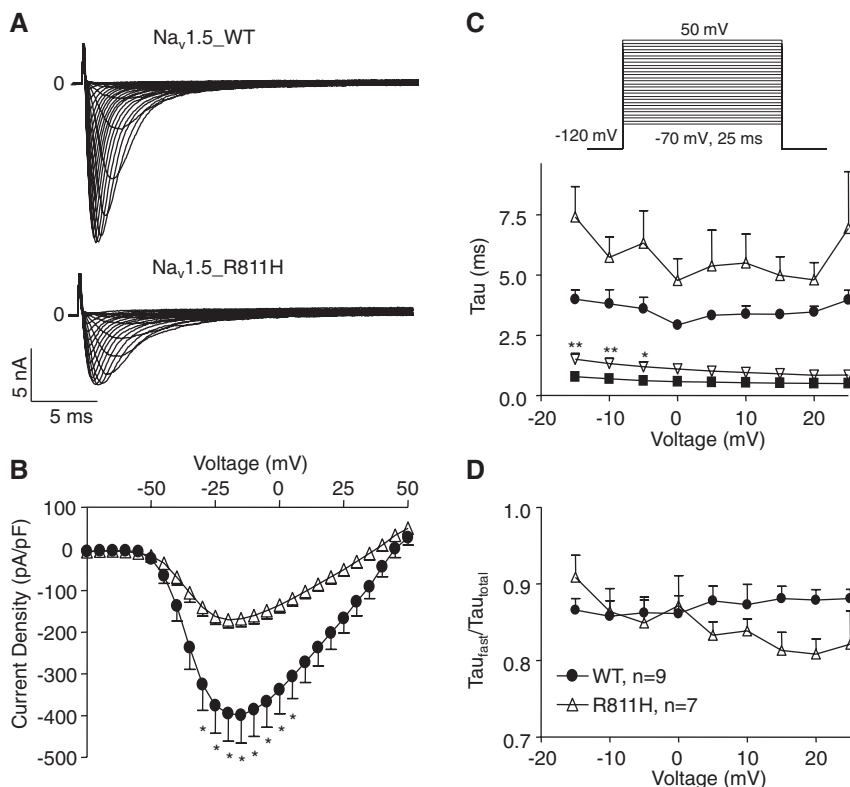 A
Nav1.5_WT
0
Nav1.5_R811H
0
5 nA
5 ms
B
Voltage (mV)
-50
-25
0
25
50
100
0
-100
-200
-300
-400
-500
Current Density (pA/pF)
* * * * * * * *
C
50 mV
-120 mV
-70 mV, 25 ms
7.5
5.0
2.5
0.0
Tau (ms)
** ** *
-20
-10
0
10
20
Voltage (mV)
D
1.0
0.9
0.8
0.7
Taufast/Tautotal
WT, n=9
R811H, n=7
-20
-10
0
10
20
Voltage (mV)